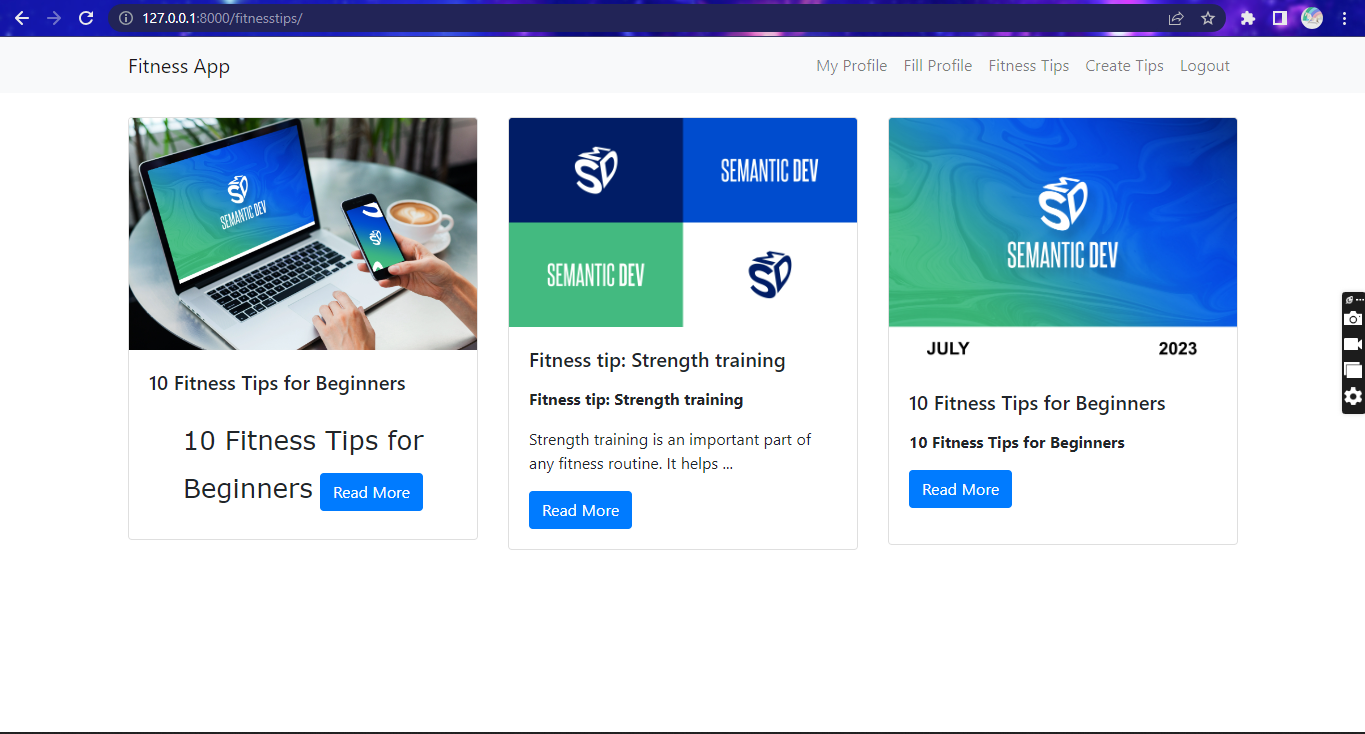 127.0.0.1:8000/fitnesstips/
Fitness App
My Profile
Fill Profile
Fitness Tips
Create Tips
Logout
SEMANTIC DEV
10 Fitness Tips for Beginners
10 Fitness Tips for
Beginners
Read More
SEMANTIC DEV
SEMANTIC DEV
Fitness tip: Strength training
Fitness tip: Strength training
Strength training is an important part of
any fitness routine. It helps ...
Read More
SEMANTIC DEV
JULY
2023
10 Fitness Tips for Beginners
10 Fitness Tips for Beginners
Read More